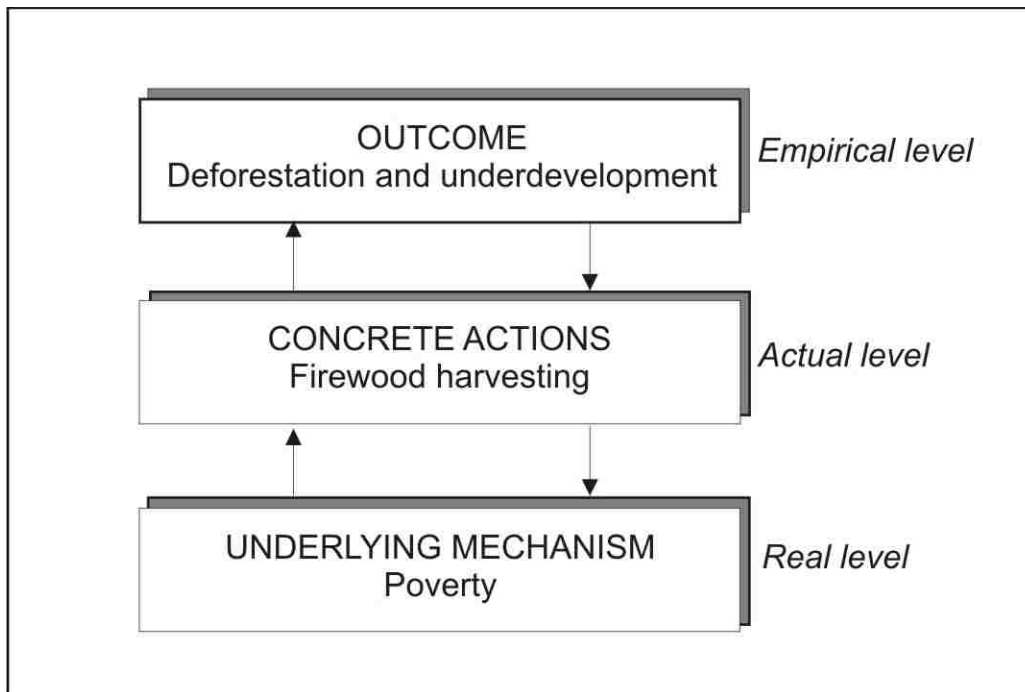 OUTCOME
Deforestation and underdevelopment
Empirical level
CONCRETE ACTIONS
Firewood harvesting
Actual level
UNDERLYING MECHANISM
Poverty
Real level